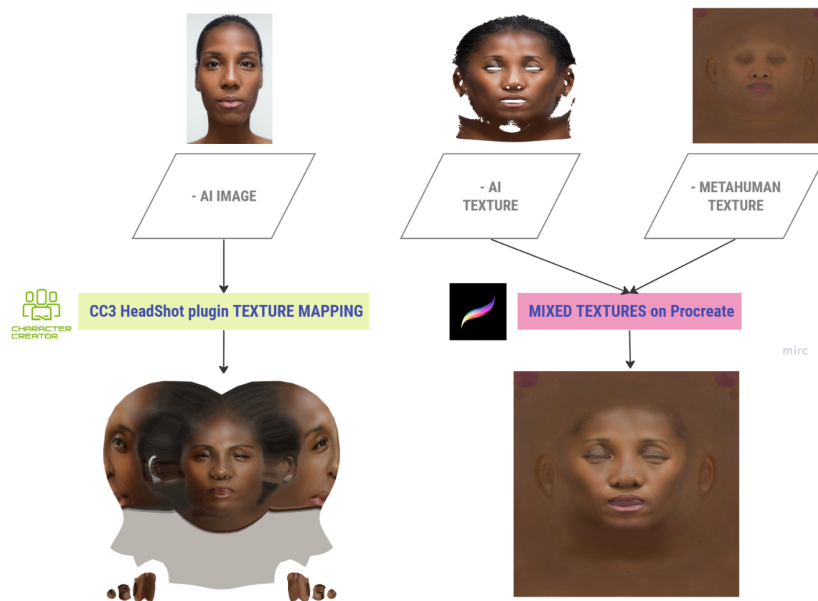 - AI IMAGE
- AI
TEXTURE
- METAHUMAN
TEXTURE
CHARACTER
CREATOR
CC3 HeadShot plugin TEXTURE MAPPING
MIXED TEXTURES on Procreate
mirc